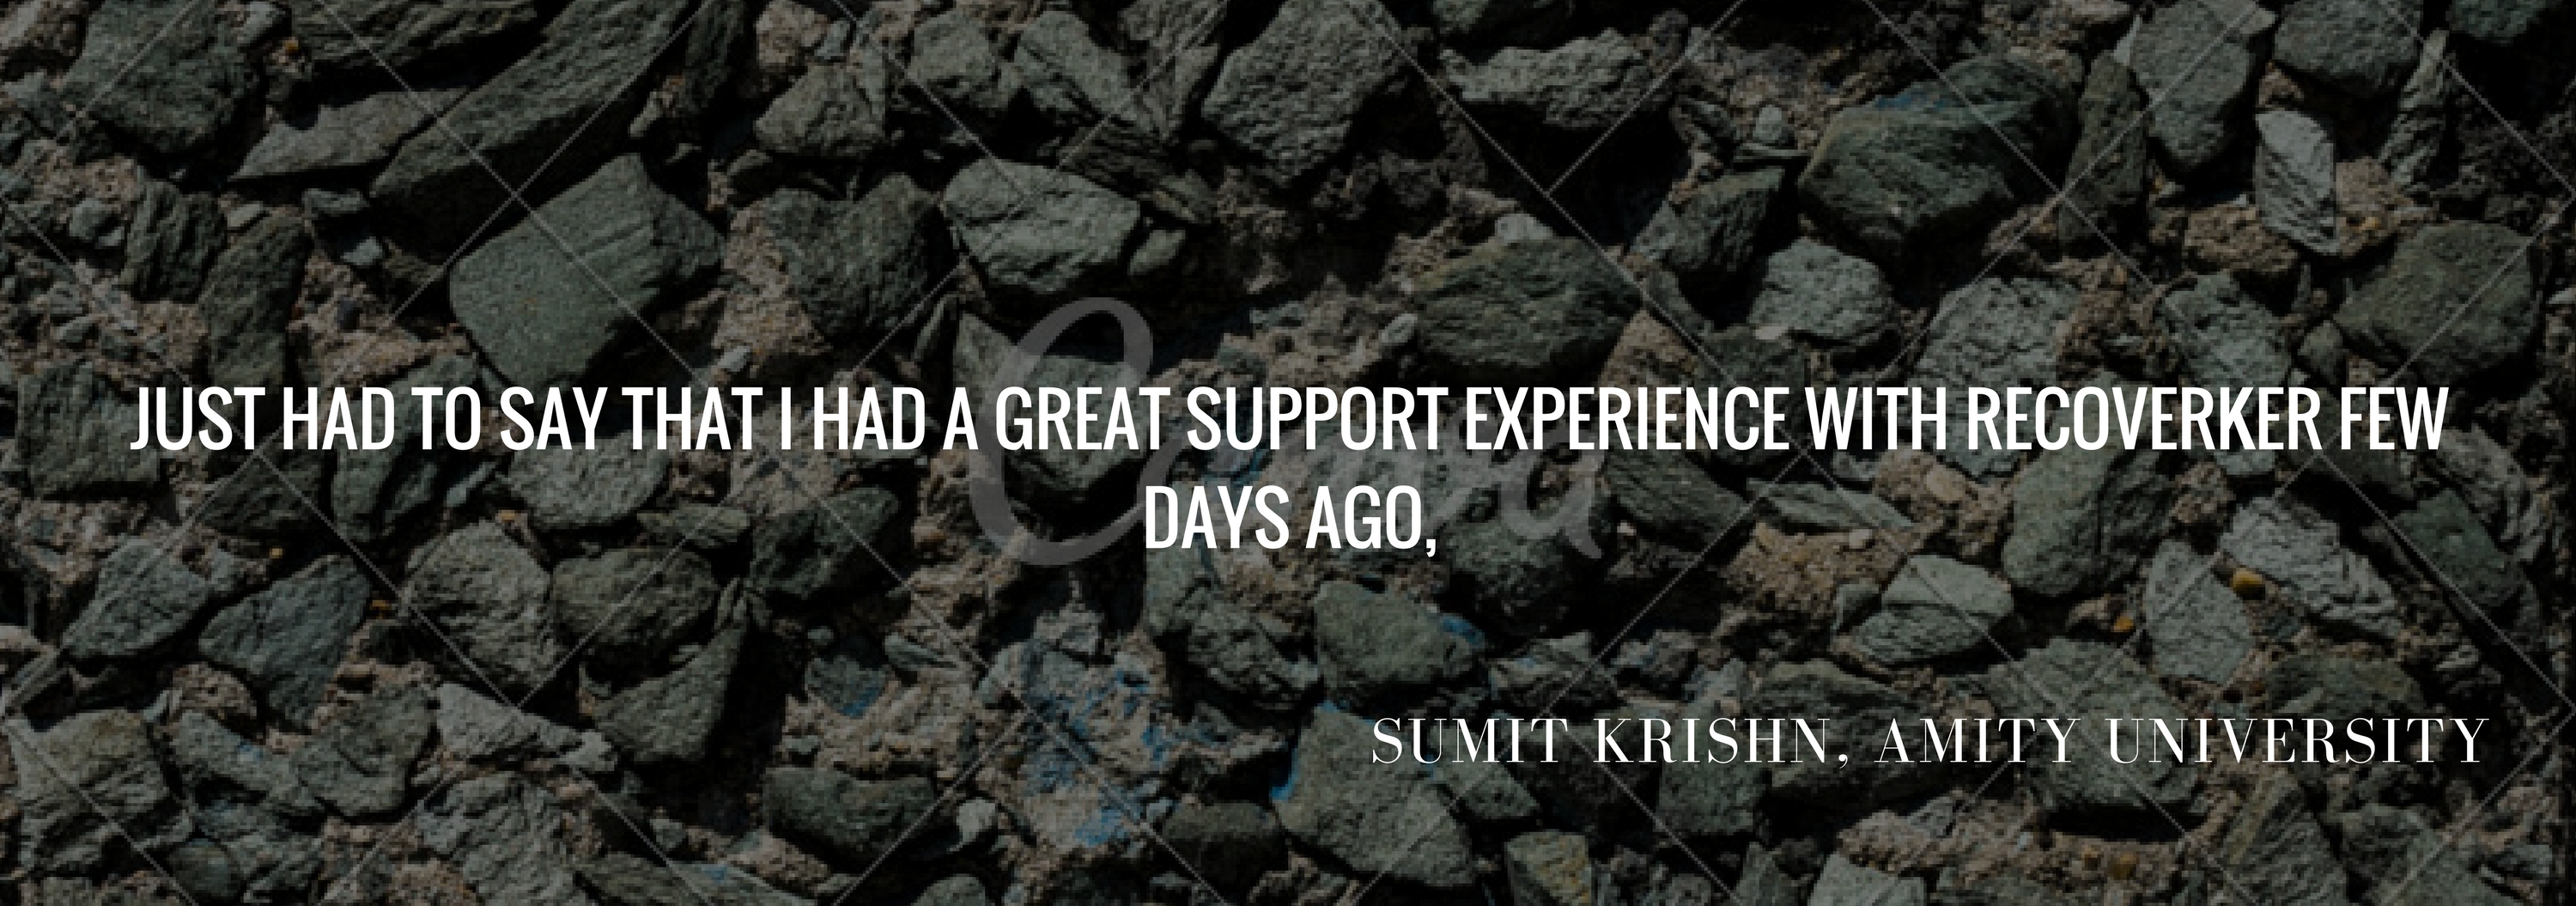 JUST HAD TO SAY THAT I HAD A GREAT SUPPORT EXPERIENCE WITH RECOVERKER FEW
DAYS AGO,
Canva
SUMIT KRISHN, AMITY UNIVERSITY